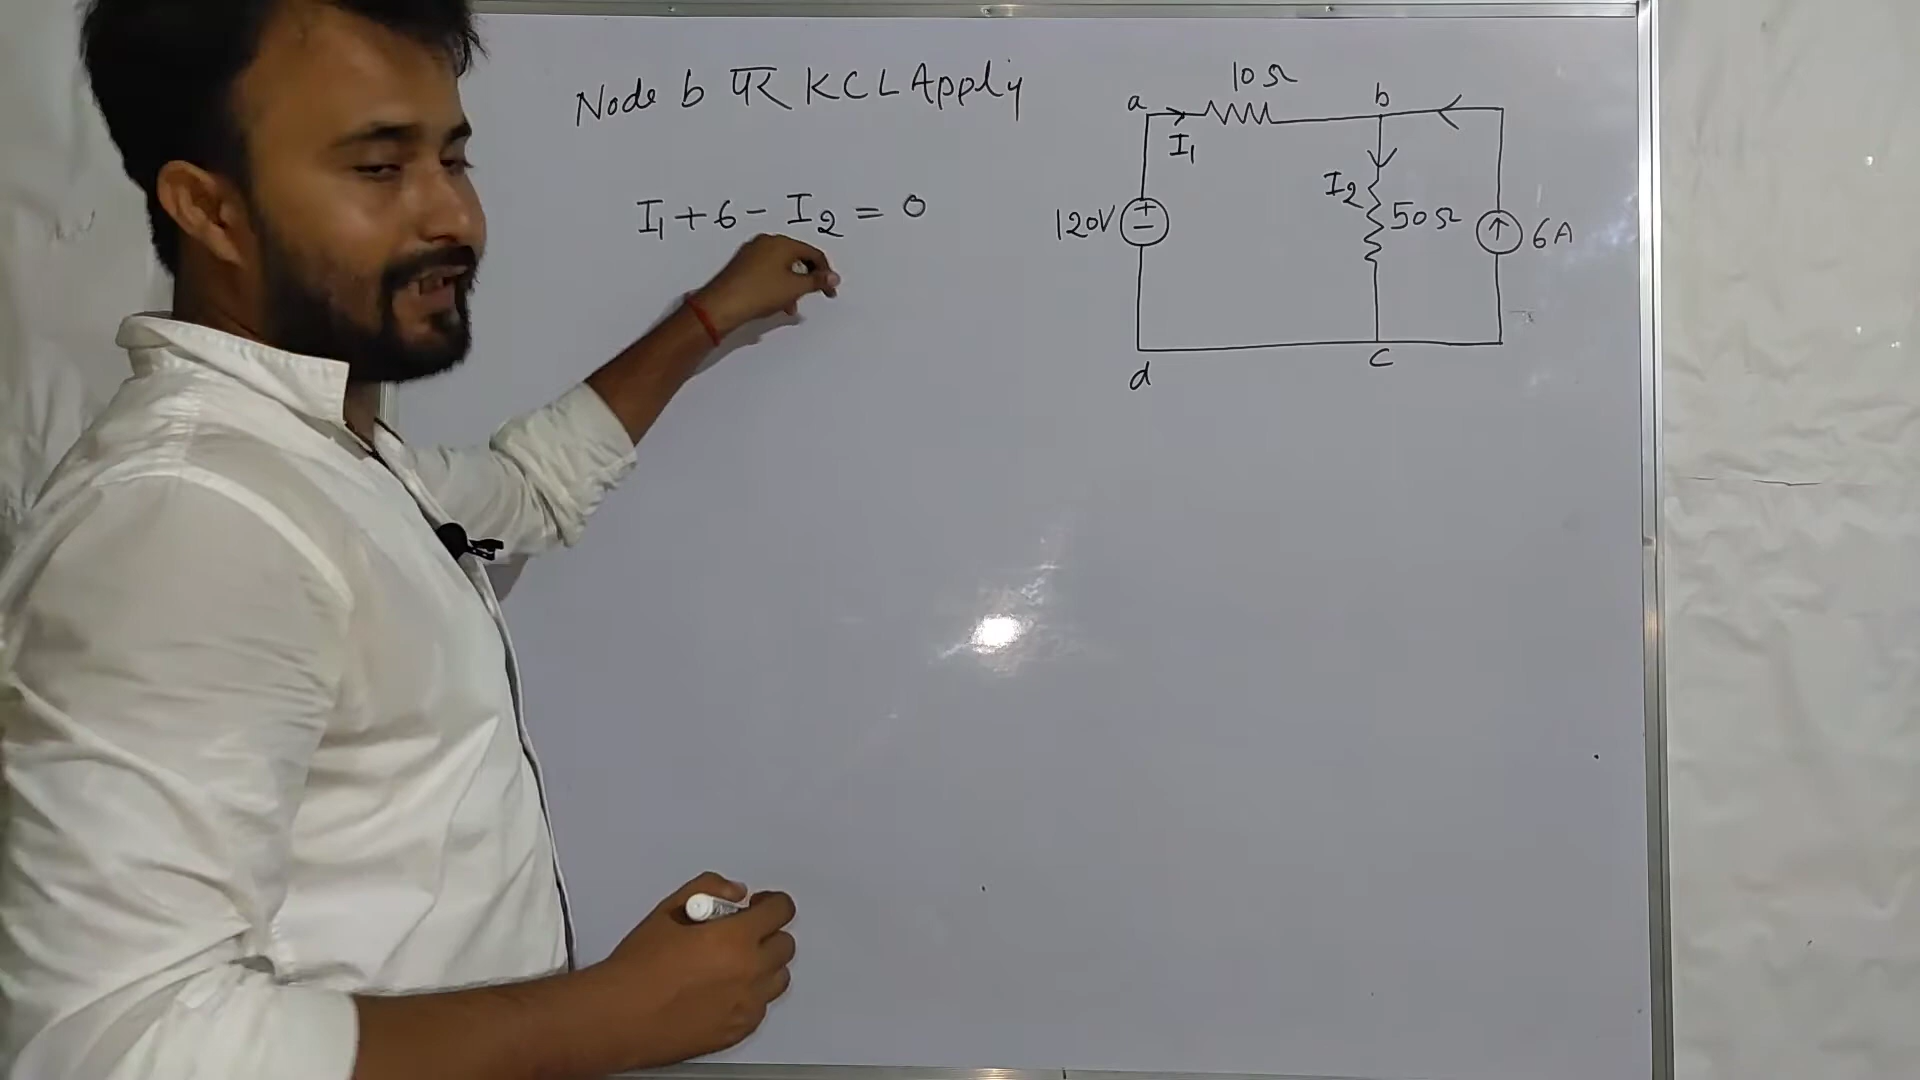 Node b पर KCL Apply
I₁ + 6 - I₂ = 0
10Ω
a
b
I₁
I₂
120V
+
-
50Ω
6A
d
c